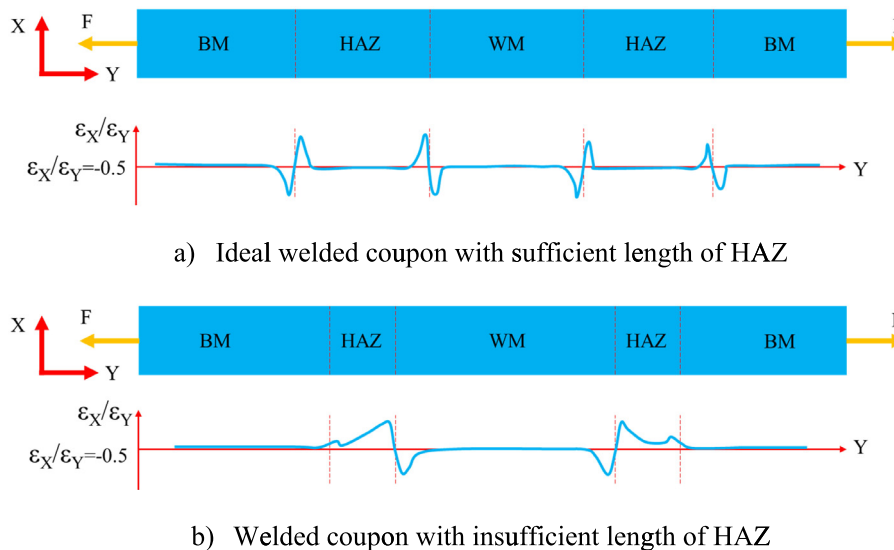 X F BM HAZ WM HAZ BM
Y
εX/εY
εX/εY=-0.5 Y
a) Ideal welded coupon with sufficient length of HAZ
X F BM HAZ WM HAZ BM
Y
εX/εY
εX/εY=-0.5 Y
b) Welded coupon with insufficient length of HAZ